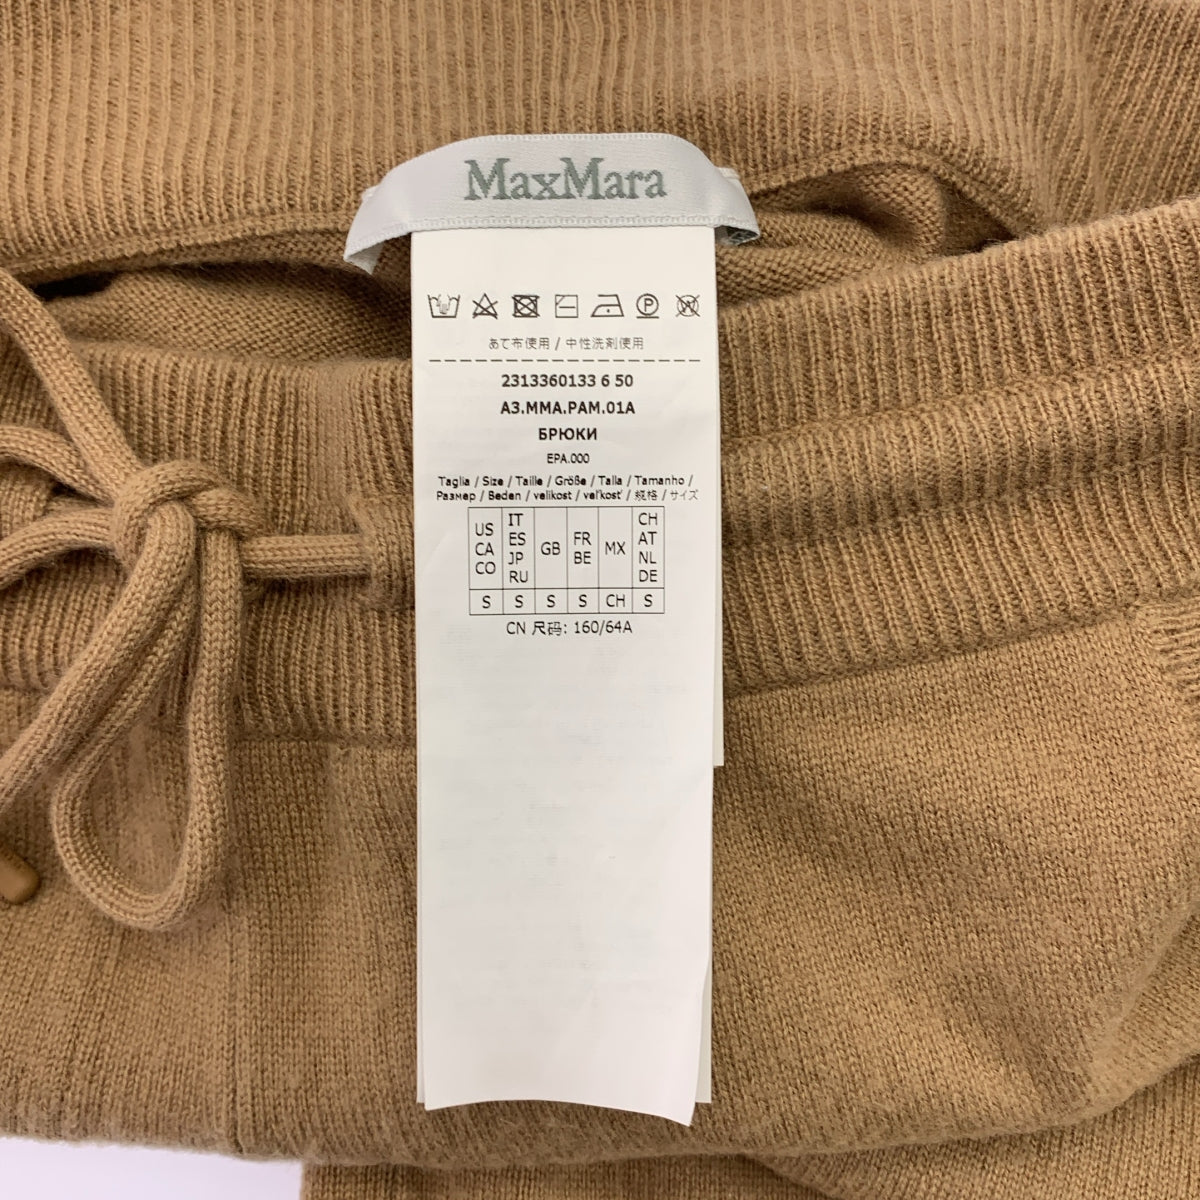 MaxMara
あて布使用 / 中性洗剤使用
2313360133 6 50
A3.MMA.PAM.01A
БРЮКИ
EPA.000
Taglia / Size / Taille / Größe / Talla / Tamanho /
Размер / Beden / velikost / veľkosť / 规格 / サイズ
US CA CO IT ES JP RU GB FR BE MX CH AT NL DE
S S S S CH S
CN 尺码: 160/64A